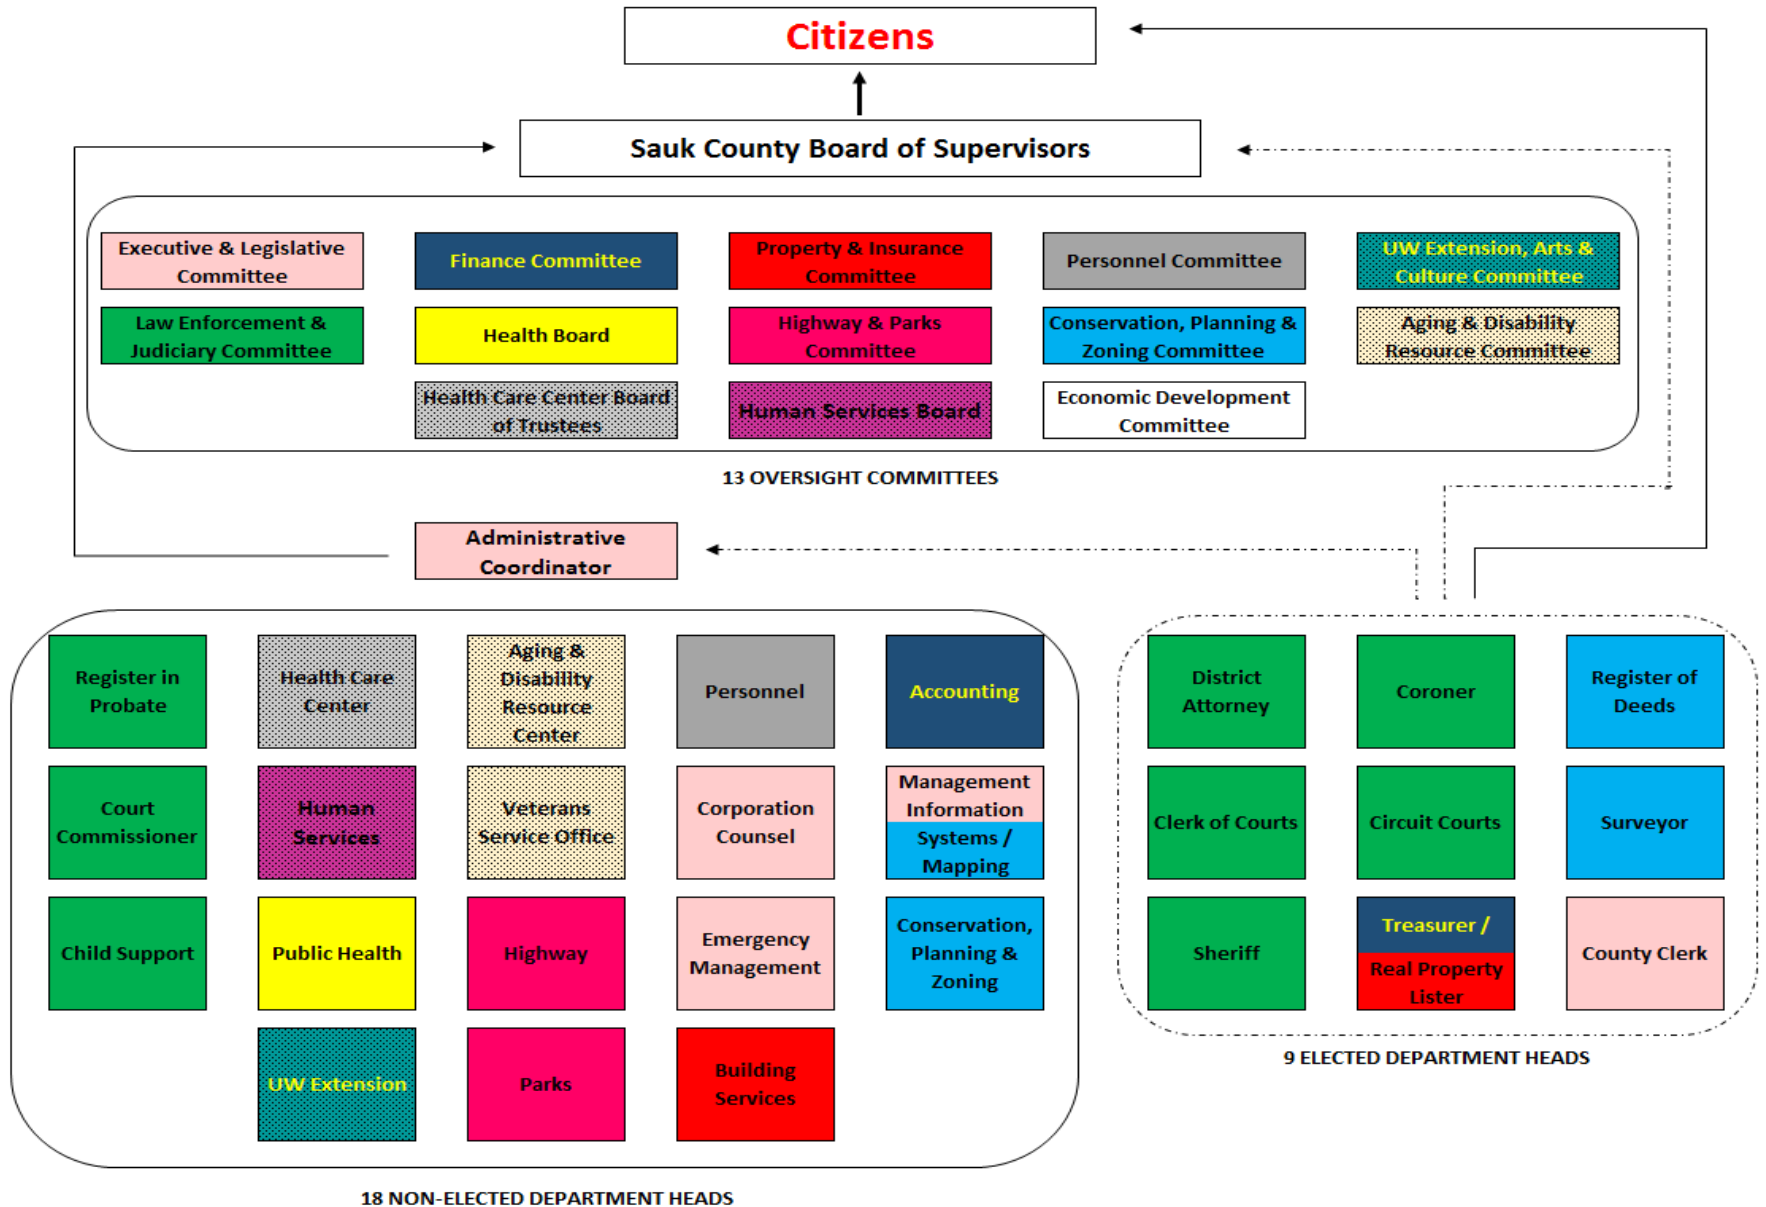 Citizens
Sauk County Board of Supervisors
Executive & Legislative
Committee
Finance Committee
Property & Insurance
Committee
Personnel Committee
UW Extension, Arts &
Culture Committee
Law Enforcement &
Judiciary Committee
Health Board
Highway & Parks
Committee
Conservation, Planning &
Zoning Committee
Aging & Disability
Resource Committee
Health Care Center Board
of Trustees
Human Services Board
Economic Development
Committee
13 OVERSIGHT COMMITTEES
Administrative
Coordinator
Register in
Probate
Health Care
Center
Aging &
Disability
Resource
Center
Personnel
Accounting
Court
Commissioner
Human
Services
Veterans
Service Office
Corporation
Counsel
Management
Information
Systems /
Mapping
Child Support
Public Health
Highway
Emergency
Management
Conservation,
Planning &
Zoning
UW Extension
Parks
Building
Services
18 NON-ELECTED DEPARTMENT HEADS
District
Attorney
Coroner
Register of
Deeds
Clerk of Courts
Circuit Courts
Surveyor
Sheriff
Treasurer /
Real Property
Lister
County Clerk
9 ELECTED DEPARTMENT HEADS